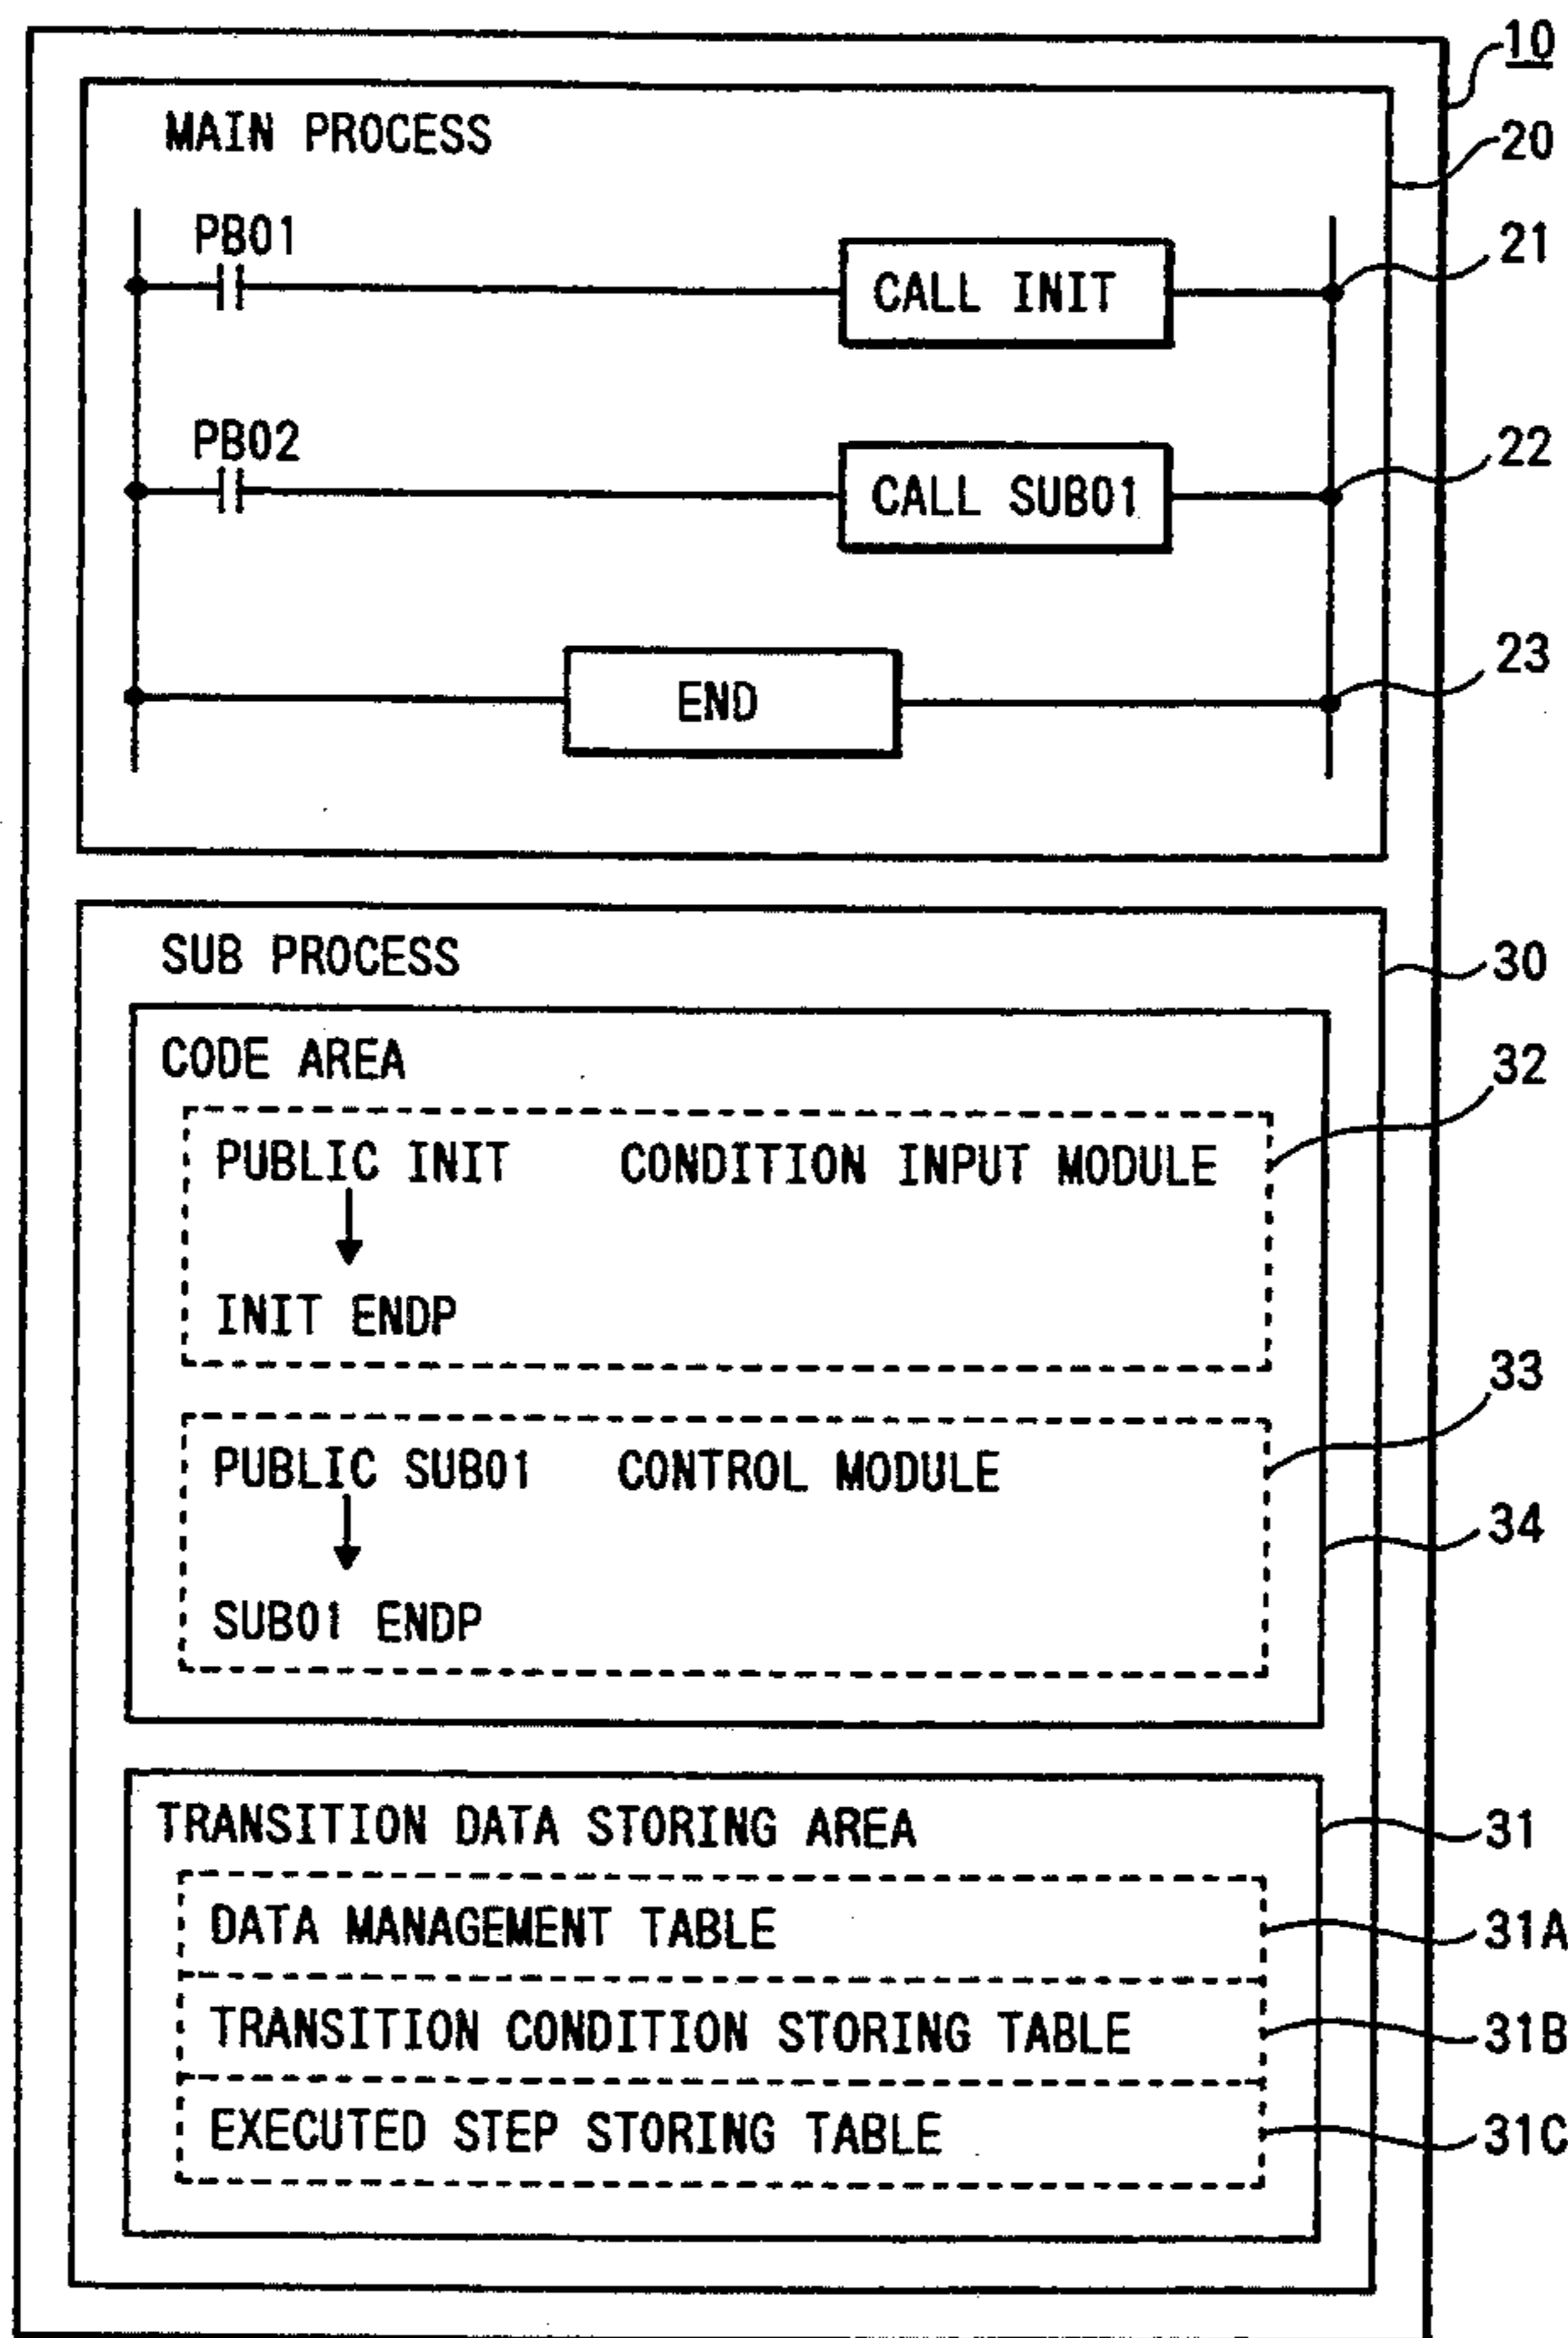 10
MAIN PROCESS
20
PB01
CALL INIT
21
PB02
CALL SUB01
22
END
23
SUB PROCESS
30
CODE AREA
32
PUBLIC INIT CONDITION INPUT MODULE
INIT ENDP
33
PUBLIC SUB01 CONTROL MODULE
34
SUB01 ENDP
TRANSITION DATA STORING AREA
31
DATA MANAGEMENT TABLE
31A
TRANSITION CONDITION STORING TABLE
31B
EXECUTED STEP STORING TABLE
31C